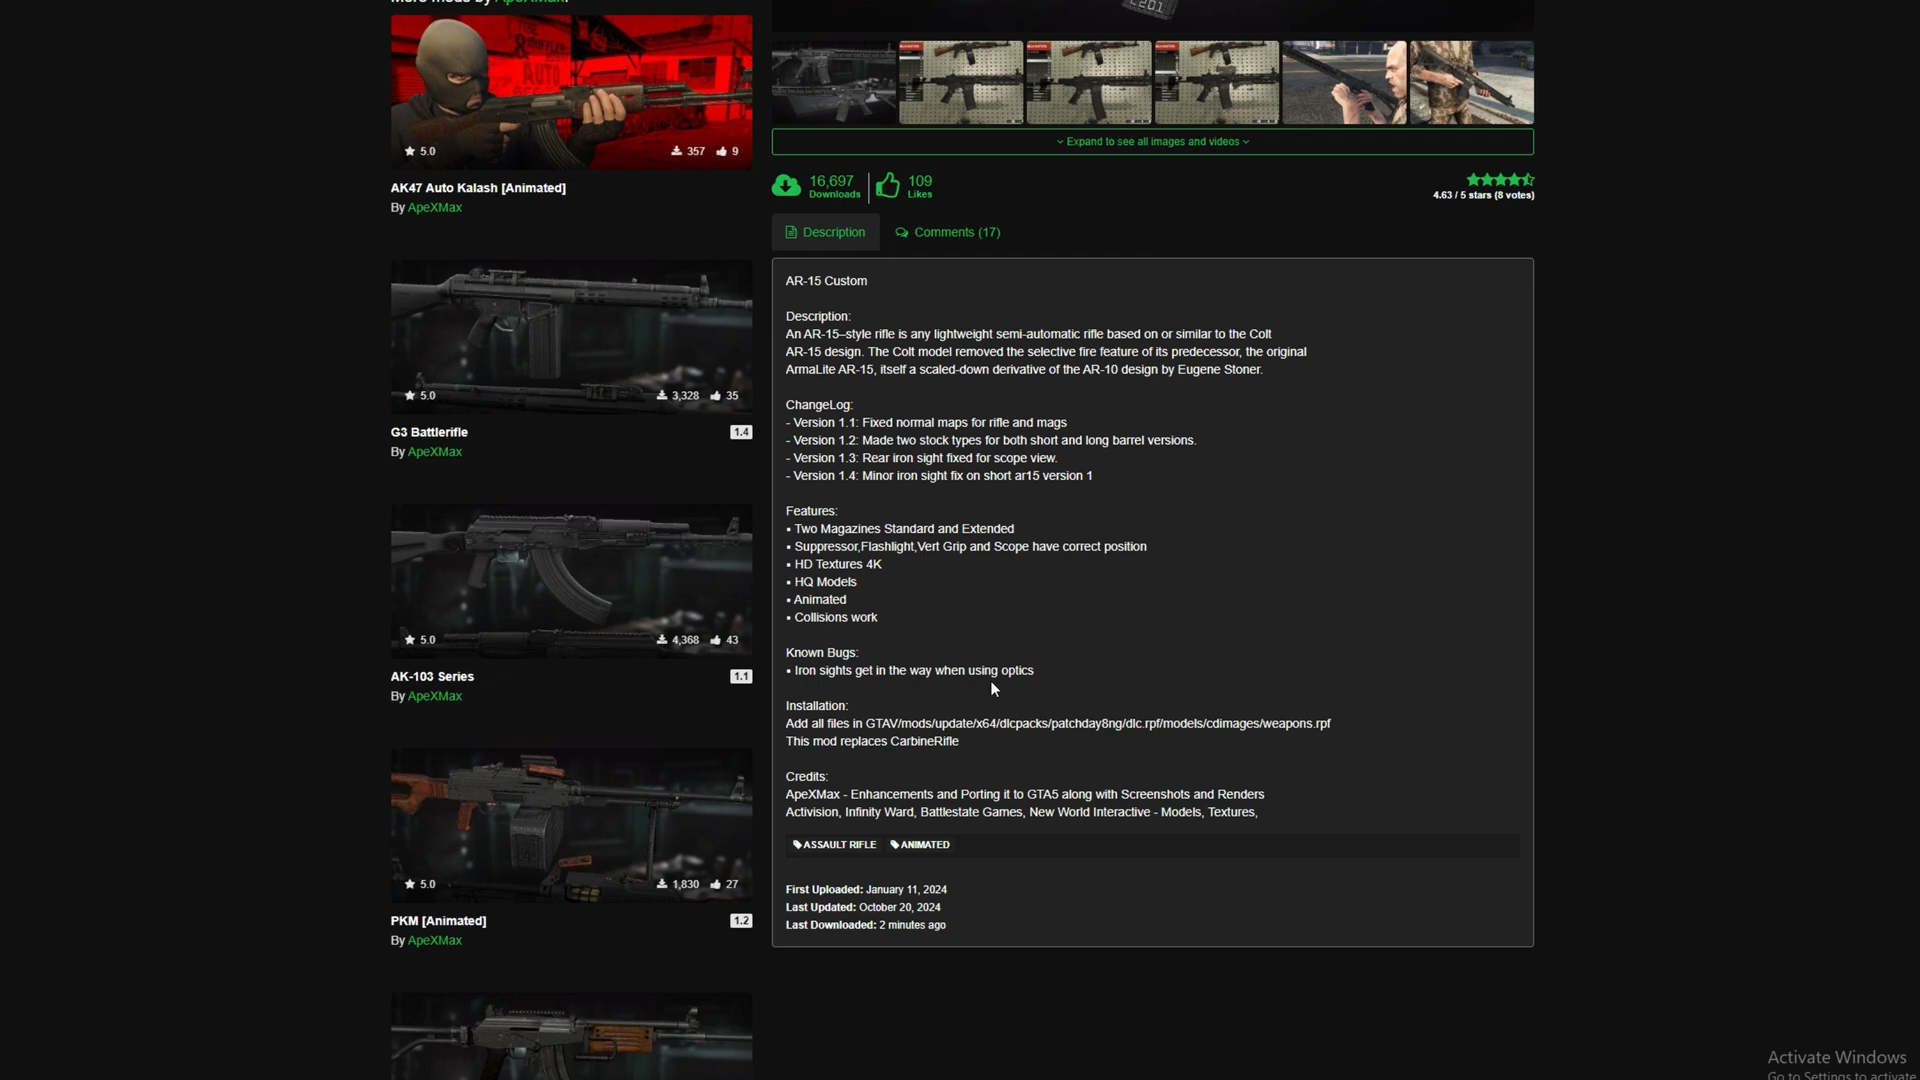 More mods by ApeXMax:
5.0
357
9
AK47 Auto Kalash [Animated]
By ApeXMax
5.0
3,328
35
G3 Battlerifle
1.4
By ApeXMax
5.0
4,368
43
AK-103 Series
1.1
By ApeXMax
5.0
1,830
27
PKM [Animated]
1.2
By ApeXMax
Expand to see all images and videos
16,697
Downloads
109
Likes
4.63 / 5 stars (8 votes)
Description
Comments (17)
AR-15 Custom
Description:
An AR-15–style rifle is any lightweight semi-automatic rifle based on or similar to the Colt
AR-15 design. The Colt model removed the selective fire feature of its predecessor, the original
ArmaLite AR-15, itself a scaled-down derivative of the AR-10 design by Eugene Stoner.
ChangeLog:
- Version 1.1: Fixed normal maps for rifle and mags
- Version 1.2: Made two stock types for both short and long barrel versions.
- Version 1.3: Rear iron sight fixed for scope view.
- Version 1.4: Minor iron sight fix on short ar15 version 1
Features:
▪ Two Magazines Standard and Extended
▪ Suppressor,Flashlight,Vert Grip and Scope have correct position
▪ HD Textures 4K
▪ HQ Models
▪ Animated
▪ Collisions work
Known Bugs:
▪ Iron sights get in the way when using optics
Installation:
Add all files in GTAV/mods/update/x64/dlcpacks/patchday8ng/dlc.rpf/models/cdimages/weapons.rpf
This mod replaces CarbineRifle
Credits:
ApeXMax - Enhancements and Porting it to GTA5 along with Screenshots and Renders
Activision, Infinity Ward, Battlestate Games, New World Interactive - Models, Textures,
ASSAULT RIFLE
ANIMATED
First Uploaded: January 11, 2024
Last Updated: October 20, 2024
Last Downloaded: 2 minutes ago
Activate Windows
Go to Settings to activate